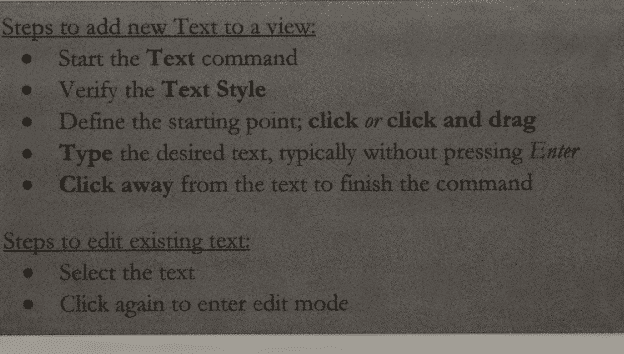 Steps to add new Text to a view:
• Start the Text command
• Verify the Text Style
• Define the starting point; click or click and drag
• Type the desired text, typically without pressing Enter
• Click away from the text to finish the command
Steps to edit existing text:
• Select the text
• Click again to enter edit mode